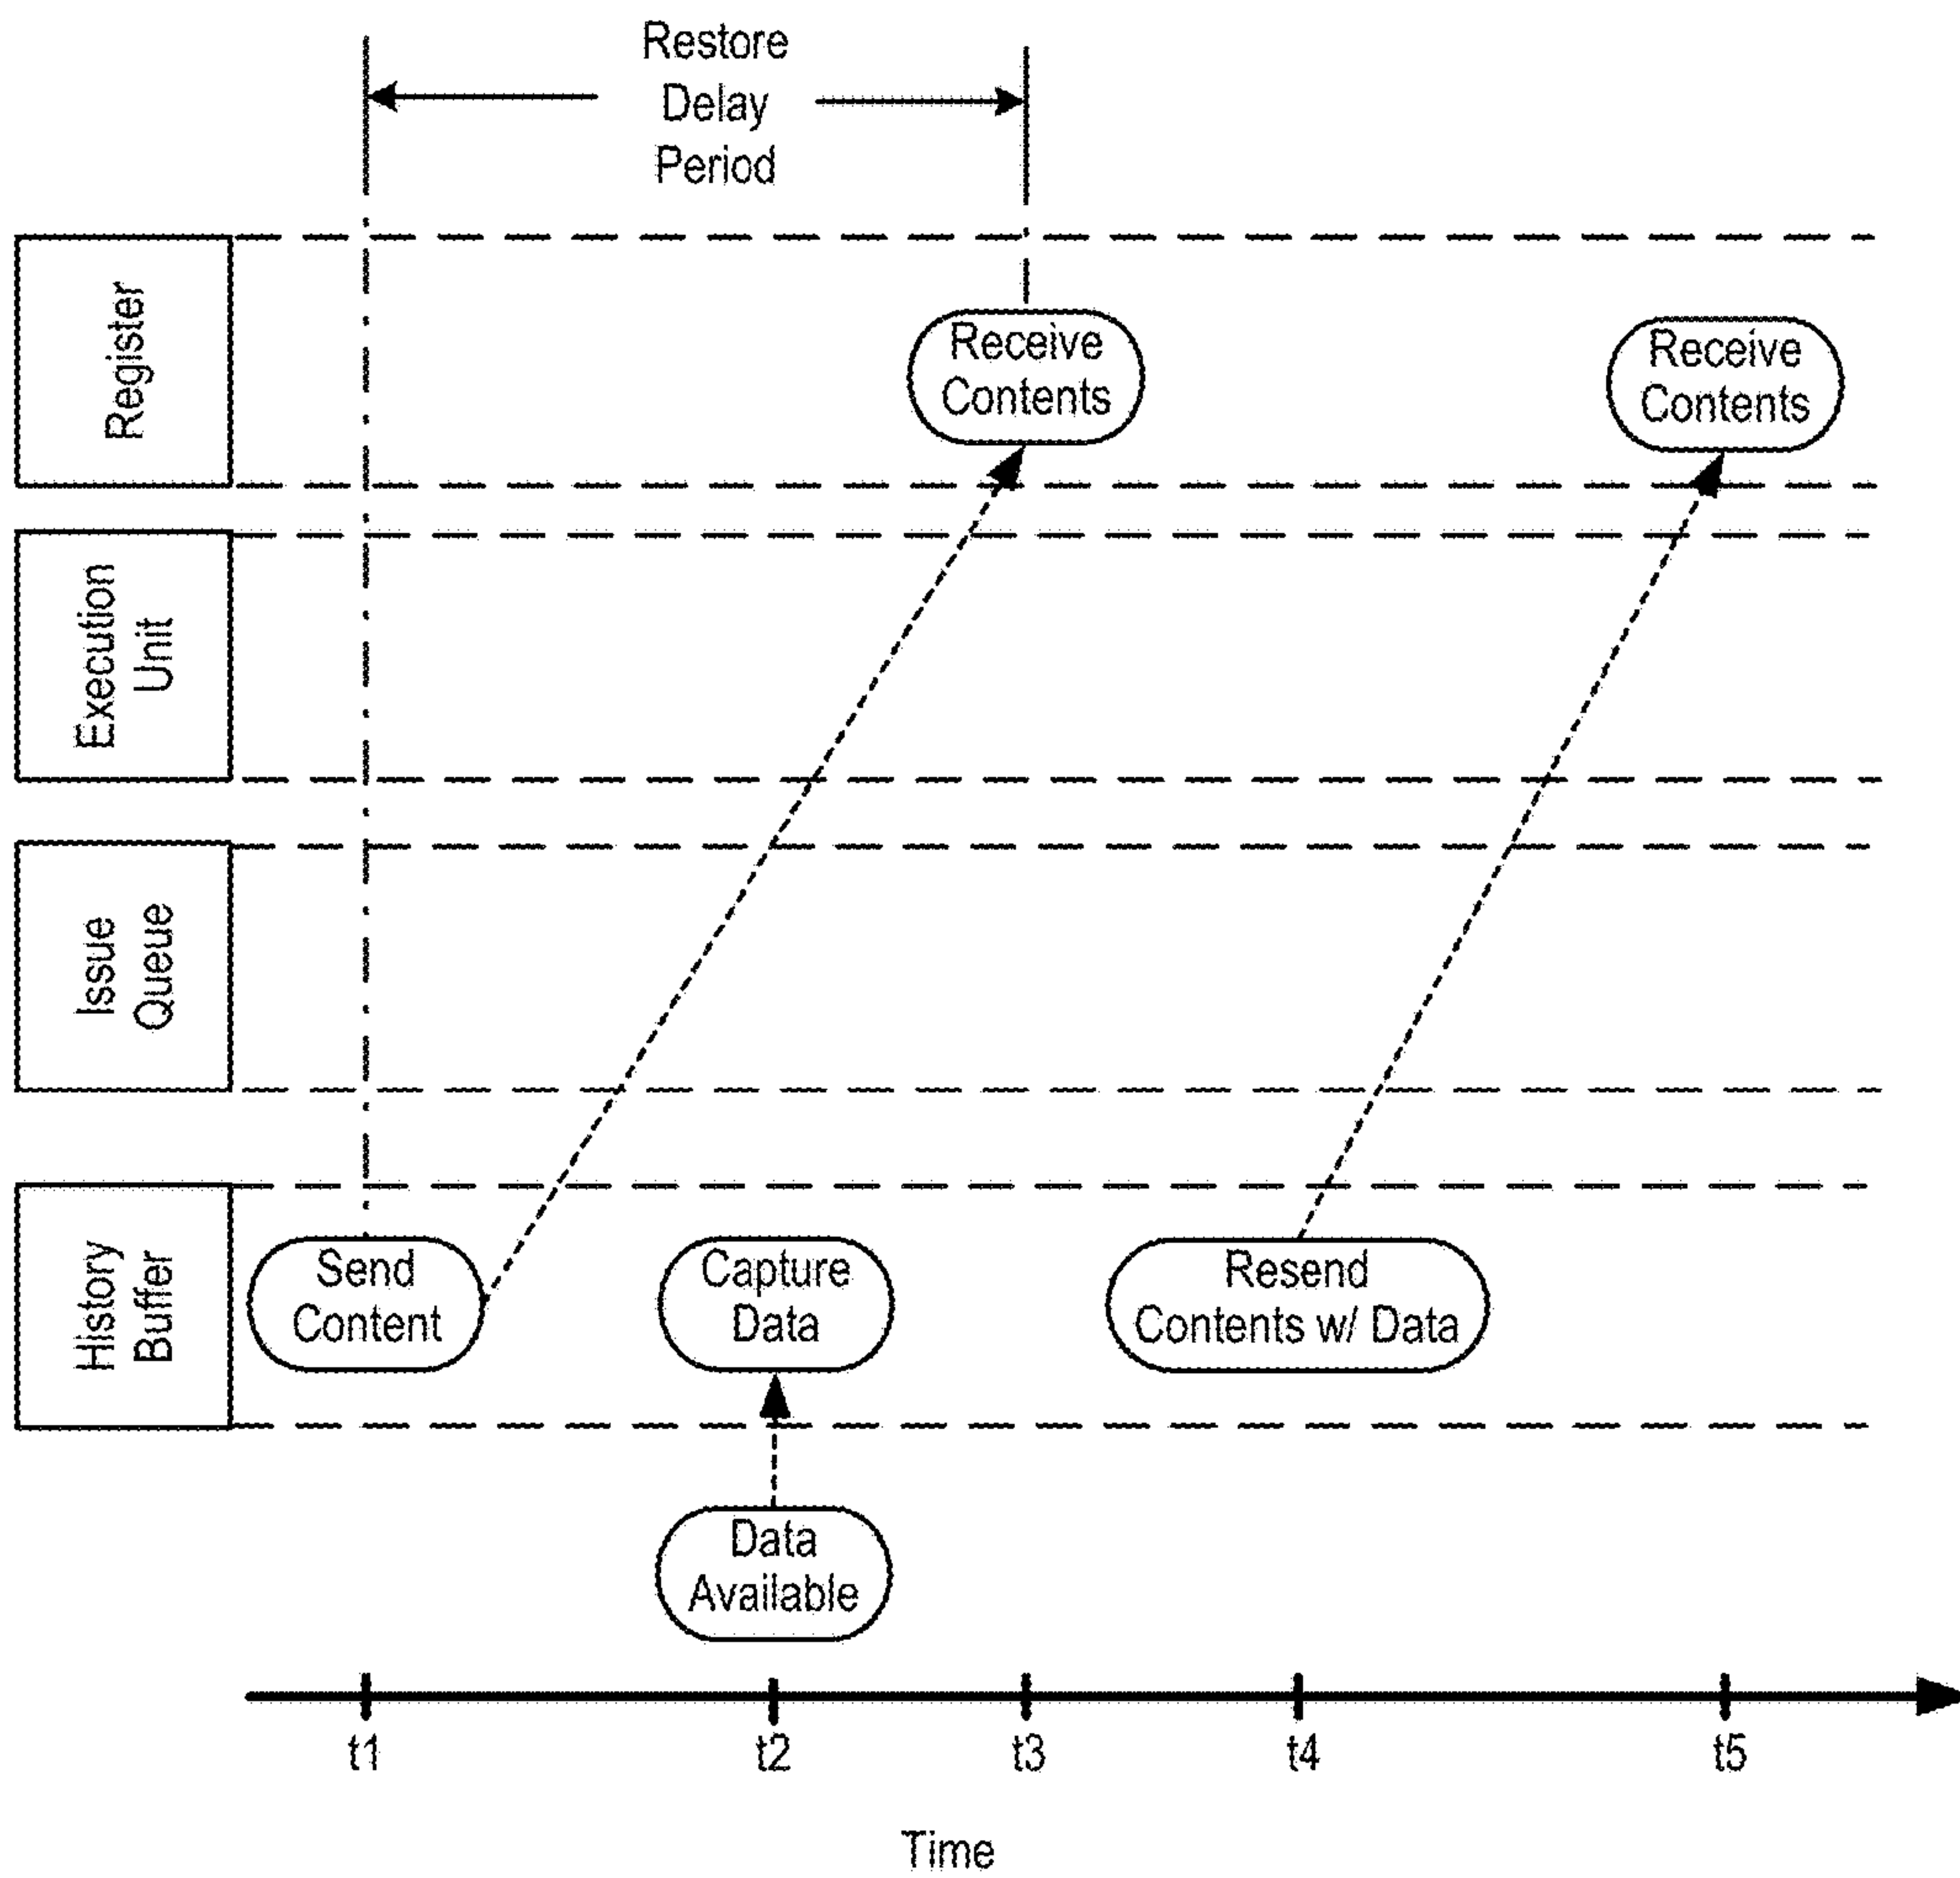 Restore
Delay
Period
Register
Receive
Contents
Receive
Contents
Execution
Unit
Issue
Queue
History
Buffer
Send
Content
Capture
Data
Resend
Contents w/ Data
Data
Available
t1
t2
t3
t4
t5
Time